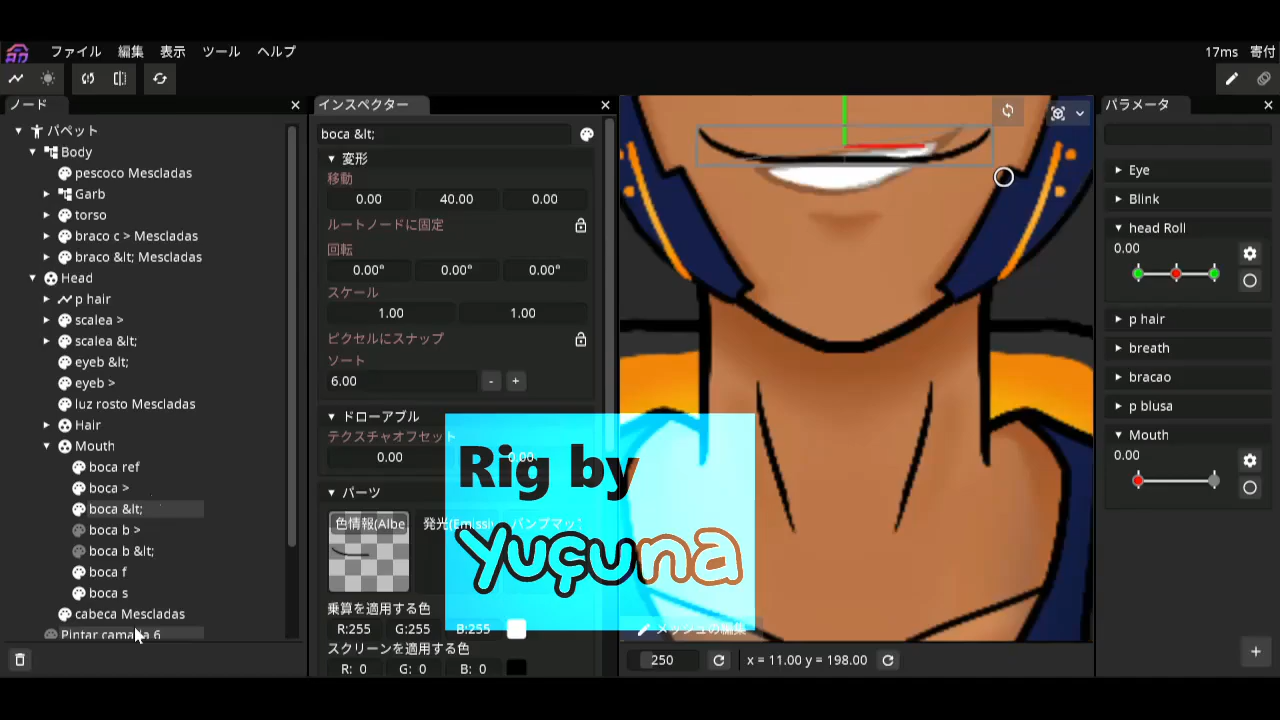 ファイル 編集 表示 ツール ヘルプ 17ms 寄付
ノード
パペット
Body
pescoco Mescladas
Garb
torso
braco c > Mescladas
braco &lt; Mescladas
Head
p hair
scalea >
scalea &lt;
eyeb &lt;
eyeb >
luz rosto Mescladas
Hair
Mouth
boca ref
boca >
boca &lt;
boca b >
boca b &lt;
boca f
boca s
cabeca Mescladas
Pintar camada 6
インスペクター
boca &lt;
変形
移動
0.00 40.00 0.00
ルートノードに固定
回転
0.00° 0.00° 0.00°
スケール
1.00 1.00
ピクセルにスナップ
ソート
6.00 - +
ドローアブル
テクスチャオフセット
0.00 0.00
パーツ
色情報(Albe 発光(Emissi バンプマッ
乗算を適用する色
R:255 G:255 B:255
スクリーンを適用する色
R: 0 G: 0 B: 0
Rig by
Yuçuna
メッシュの編集
250 x = 11.00 y = 198.00
パラメータ
Eye
Blink
head Roll
0.00
p hair
breath
bracao
p blusa
Mouth
0.00
+